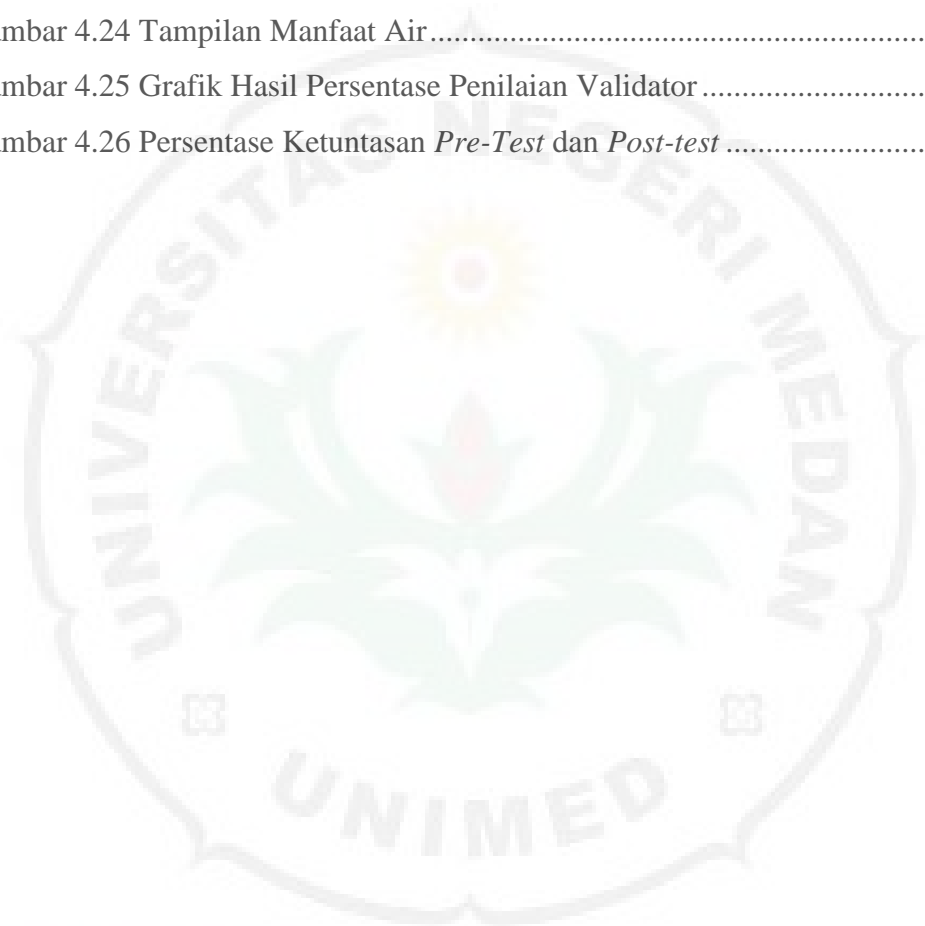 mbar 4.24 Tampilan Manfaat Air..............................................................
mbar 4.25 Grafik Hasil Persentase Penilaian Validator............................
mbar 4.26 Persentase Ketuntasan Pre-Test dan Post-test.........................
UNIVERSITAS NEGERI MEDAN
UNIMED